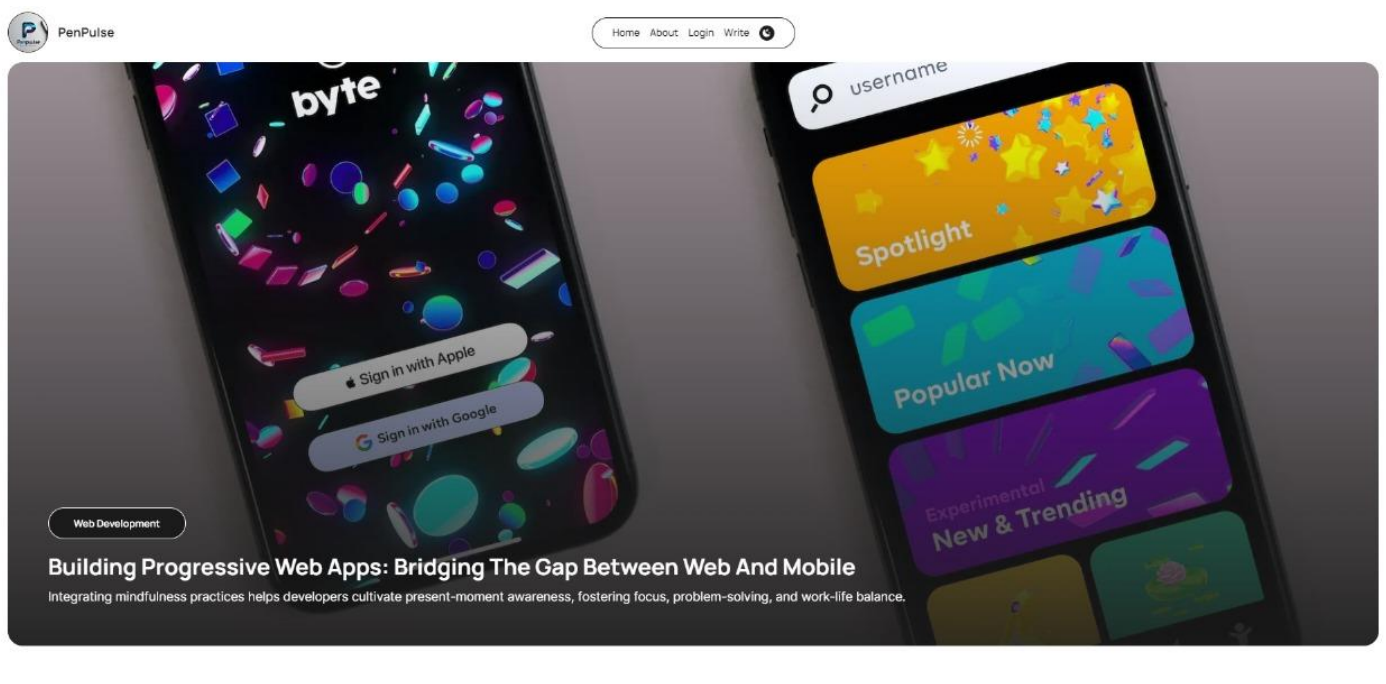 PenPulse
PenPulse
Home About Login Write
byte
Sign in with Apple
Sign in with Google
username
Spotlight
Popular Now
Experimental
New & Trending
Web Development
Building Progressive Web Apps: Bridging The Gap Between Web And Mobile
Integrating mindfulness practices helps developers cultivate present-moment awareness, fostering focus, problem-solving, and work-life balance.